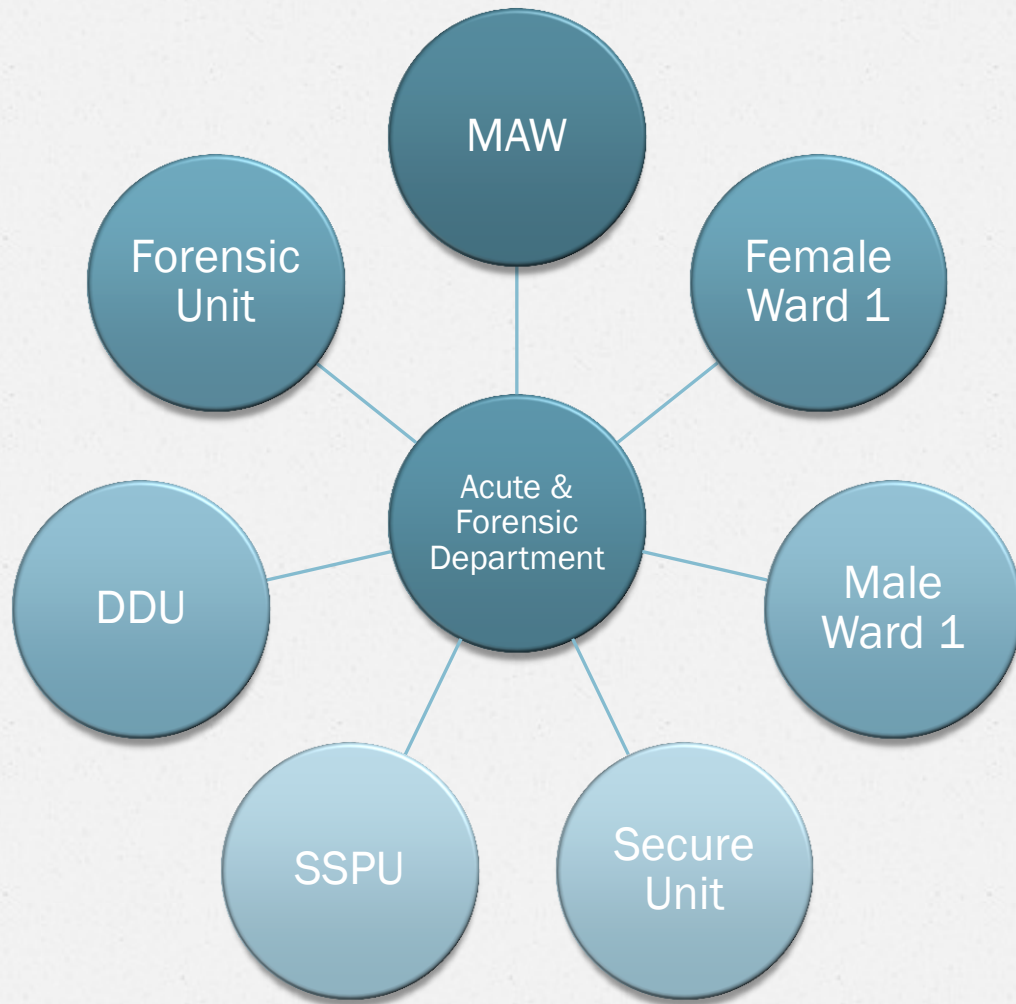 MAW
Forensic
Unit
Female
Ward 1
Acute &
Forensic
Department
DDU
Male
Ward 1
SSPU
Secure
Unit